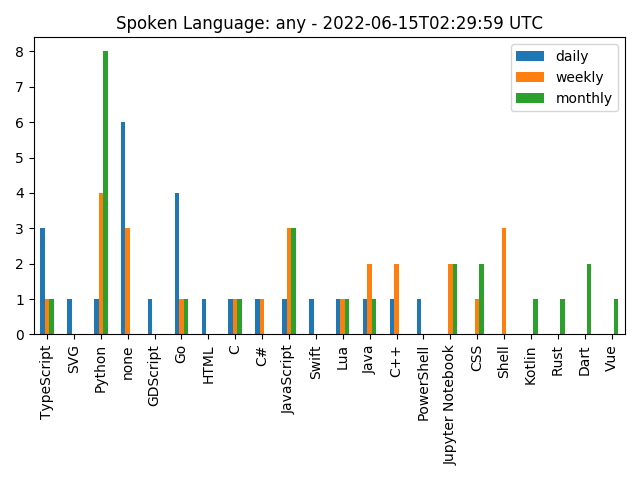 Spoken Language: any - 2022-06-15T02:29:59 UTC
daily
weekly
monthly
8
7
6
5
4
3
2
1
0
TypeScript
SVG
Python
none
GDScript
Go
HTML
C
C#
JavaScript
Swift
Lua
Java
C++
PowerShell
Jupyter Notebook
CSS
Shell
Kotlin
Rust
Dart
Vue